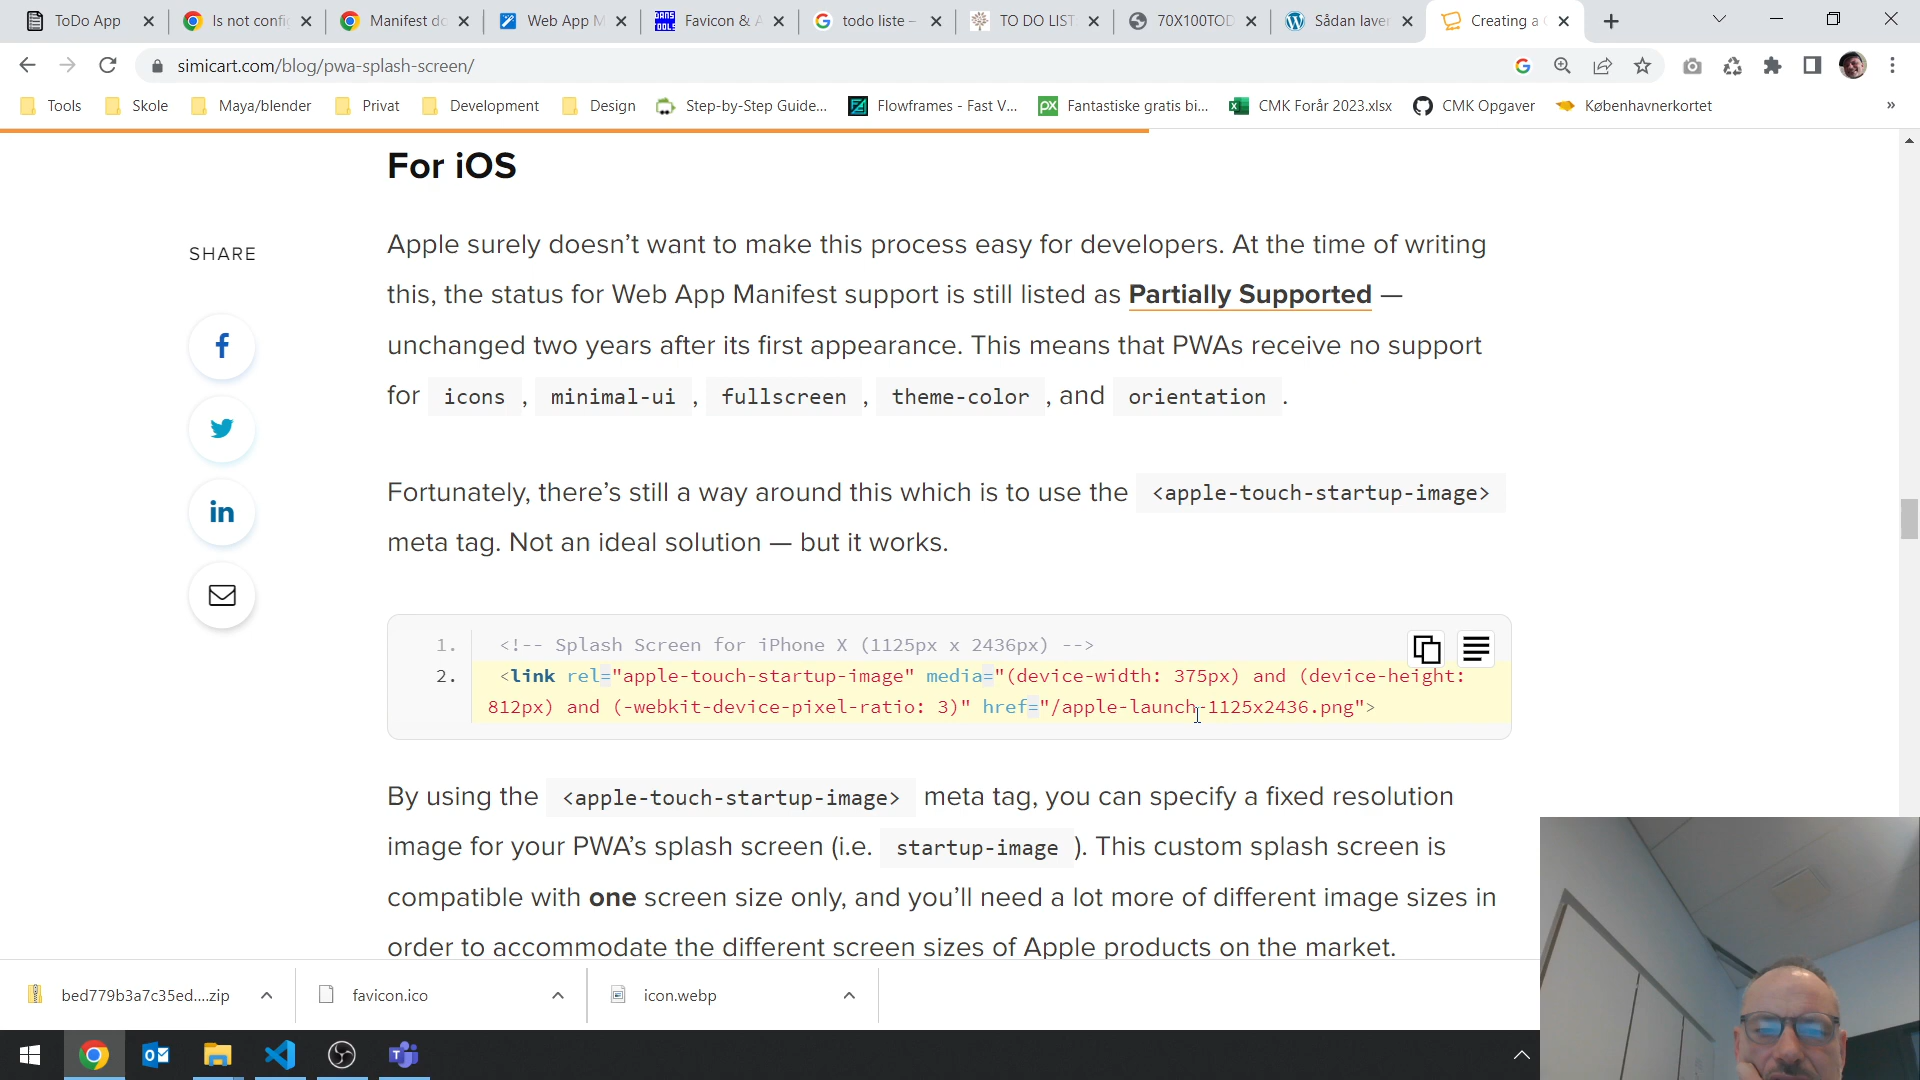 ToDo App
Is not confi
Manifest do
Web App M
Favicon & A
todo liste –
TO DO LIST
70X100TOD
Sådan laver
Creating a
simicart.com/blog/pwa-splash-screen/
Tools
Skole
Maya/blender
Privat
Development
Design
Step-by-Step Guide...
Flowframes - Fast V...
Fantastiske gratis bi...
CMK Forår 2023.xlsx
CMK Opgaver
Københavnerkortet
»
For iOS
SHARE
Apple surely doesn’t want to make this process easy for developers. At the time of writing
this, the status for Web App Manifest support is still listed as Partially Supported —
unchanged two years after its first appearance. This means that PWAs receive no support
for icons , minimal-ui , fullscreen , theme-color , and orientation .
Fortunately, there’s still a way around this which is to use the <apple-touch-startup-image>
meta tag. Not an ideal solution — but it works.
1. <!-- Splash Screen for iPhone X (1125px x 2436px) -->
2. <link rel="apple-touch-startup-image" media="(device-width: 375px) and (device-height:
812px) and (-webkit-device-pixel-ratio: 3)" href="/apple-launch-1125x2436.png">
By using the <apple-touch-startup-image> meta tag, you can specify a fixed resolution
image for your PWA’s splash screen (i.e. startup-image ). This custom splash screen is
compatible with one screen size only, and you’ll need a lot more of different image sizes in
order to accommodate the different screen sizes of Apple products on the market.
bed779b3a7c35ed....zip
favicon.ico
icon.webp